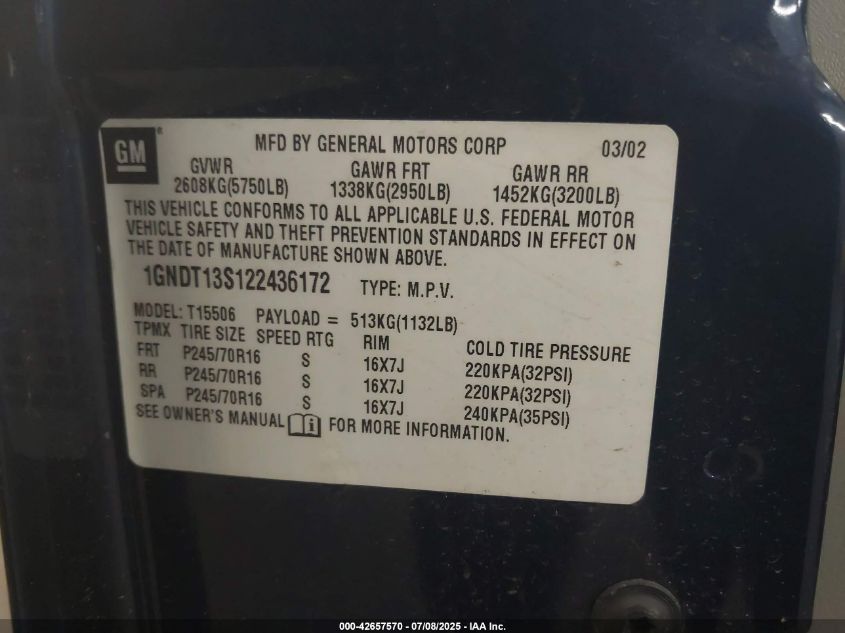 GM®
MFD BY GENERAL MOTORS CORP 03/02
GVWR GAWR FRT GAWR RR
2608KG(5750LB) 1338KG(2950LB) 1452KG(3200LB)
THIS VEHICLE CONFORMS TO ALL APPLICABLE U.S. FEDERAL MOTOR
VEHICLE SAFETY AND THEFT PREVENTION STANDARDS IN EFFECT ON
THE DATE OF MANUFACTURE SHOWN ABOVE.
1GNDT13S122436172 TYPE: M.P.V.
MODEL: T15506 PAYLOAD = 513KG(1132LB)
TPMX TIRE SIZE SPEED RTG RIM COLD TIRE PRESSURE
FRT P245/70R16 S 16X7J 220KPA(32PSI)
RR P245/70R16 S 16X7J 220KPA(32PSI)
SPA P245/70R16 S 16X7J 240KPA(35PSI)
SEE OWNER'S MANUAL i FOR MORE INFORMATION.
000-42657570 - 07/08/2025 - IAA Inc.